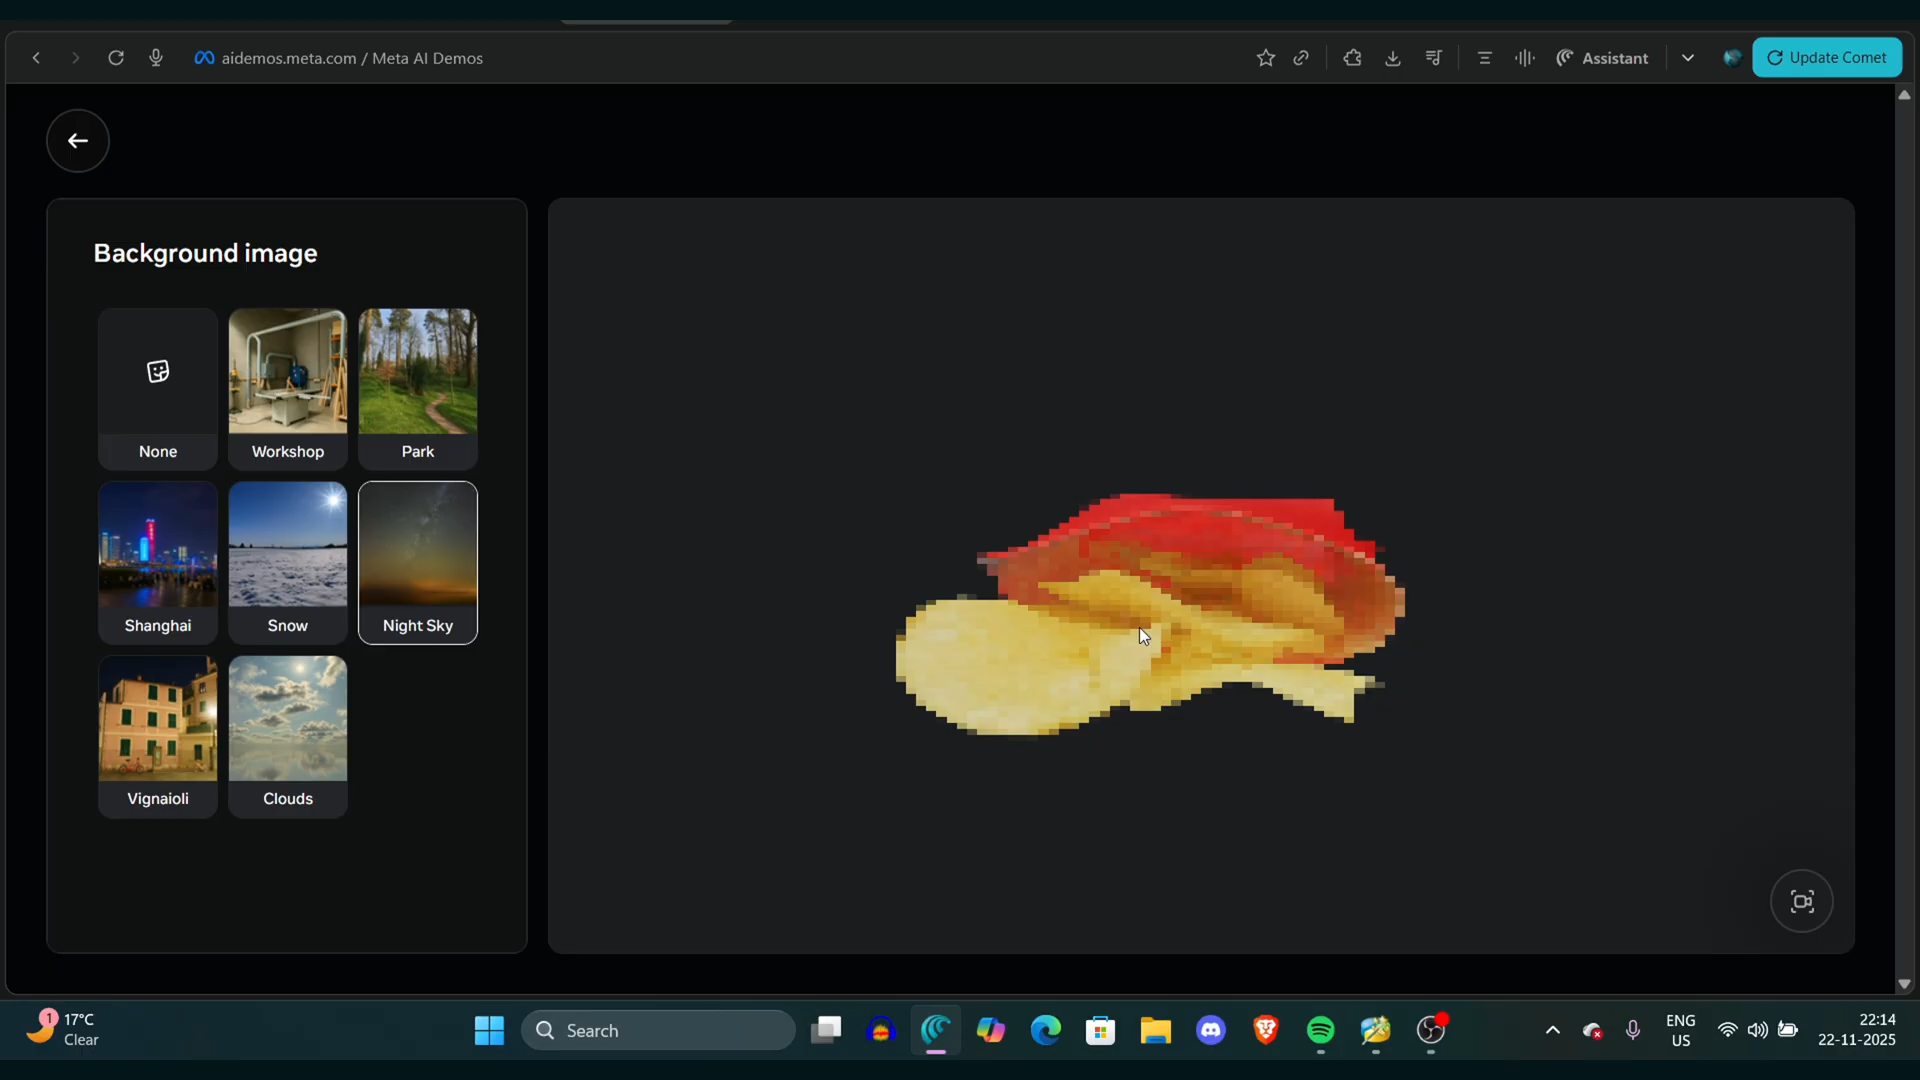 aidemos.meta.com / Meta AI Demos
Assistant
Update Comet
Background image
None
Workshop
Park
Shanghai
Snow
Night Sky
Vignaioli
Clouds
1
17°C
Clear
Search
ENG
US
22:14
22-11-2025